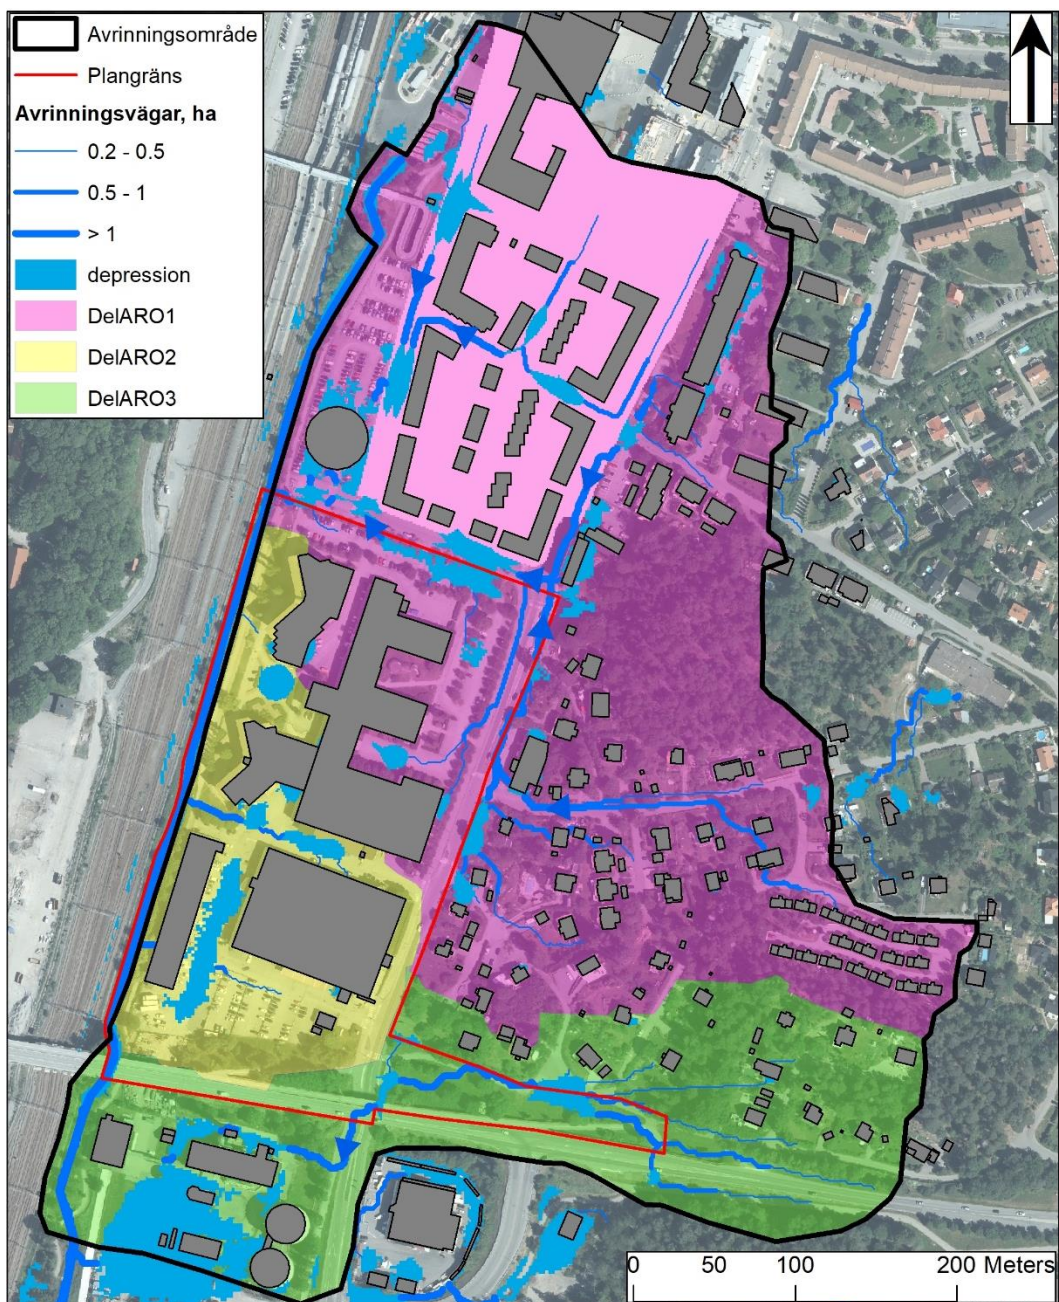 Avrinningsområde
Plangräns
Avrinningsvägar, ha
0.2 - 0.5
0.5 - 1
> 1
depression
DelARO1
DelARO2
DelARO3
0 50 100 200 Meters